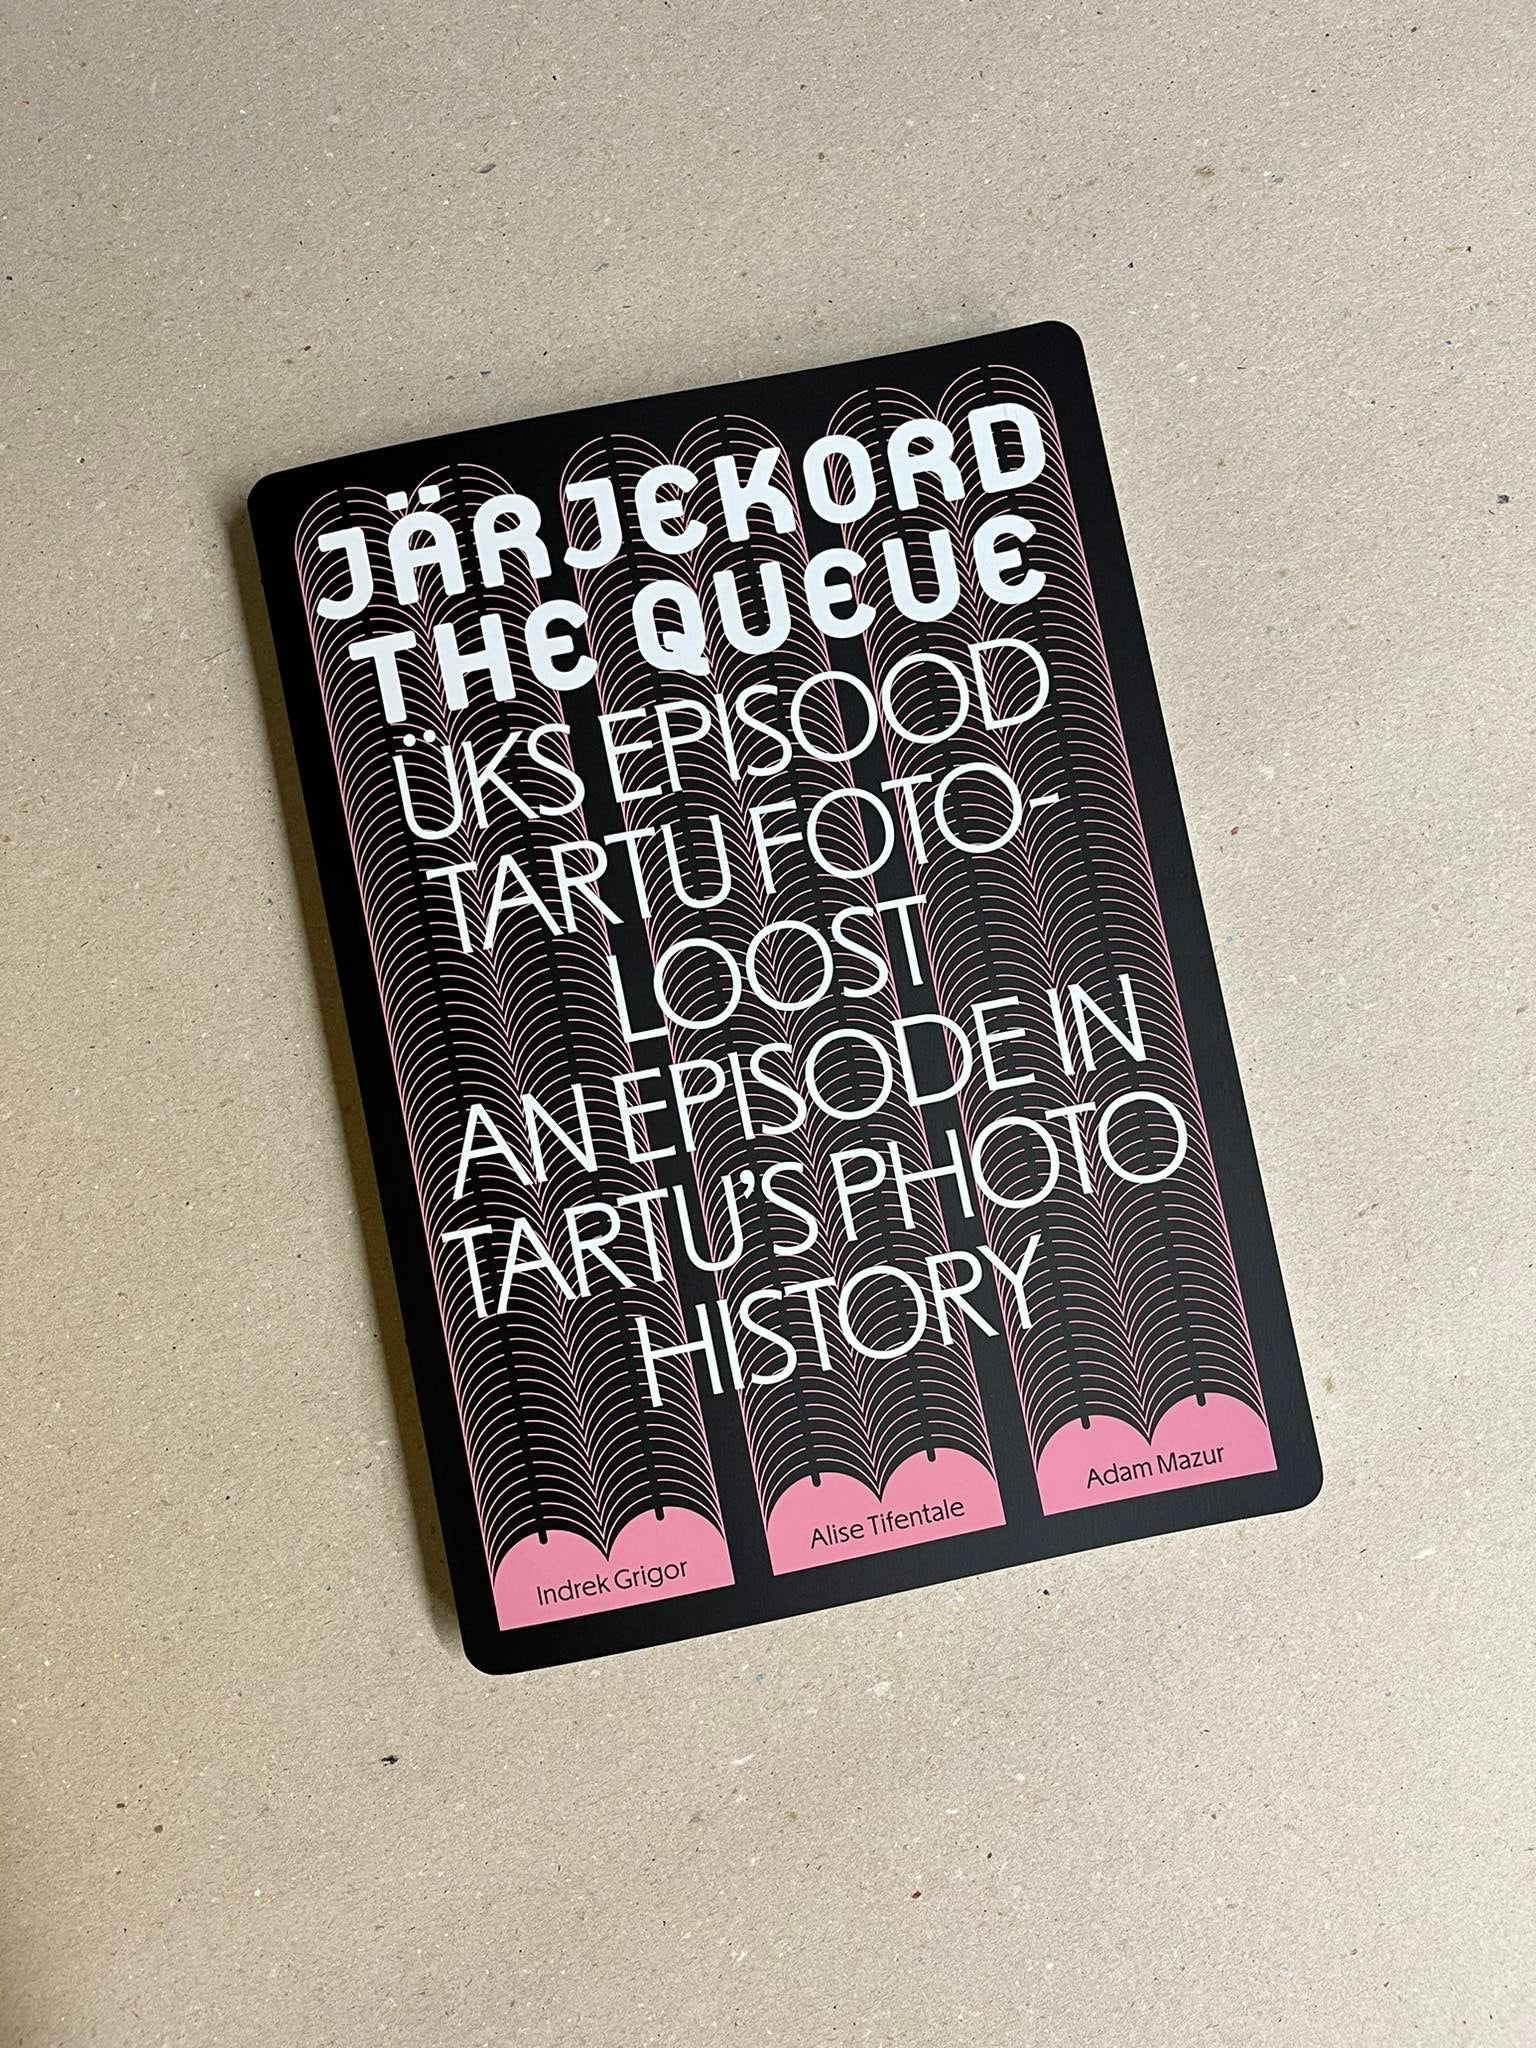 JÄRJEKORD
THE QUEUE
ÜKS EPISOOD
TARTU FOTO-
LOOST
AN EPISODE IN
TARTU'S PHOTO
HISTORY
Indrek Grigor
Alise Tifentale
Adam Mazur